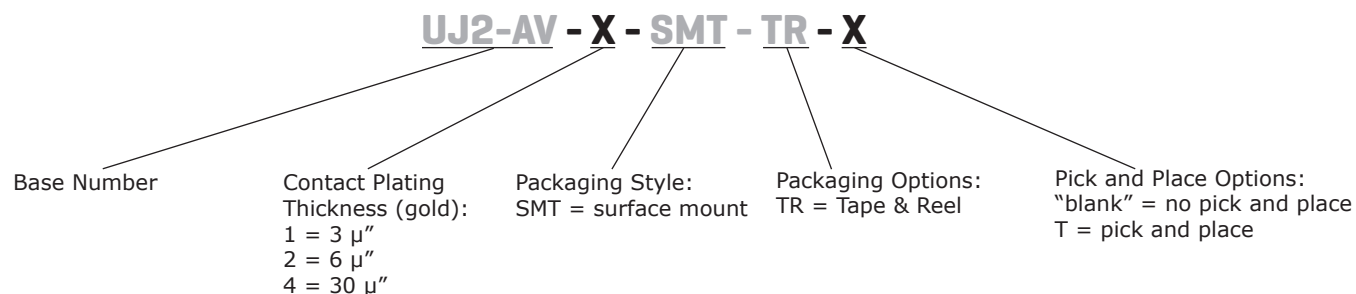 UJ2-AV - X - SMT - TR - X
Base Number
Contact Plating
Thickness (gold):
1 = 3 µ”
2 = 6 µ”
4 = 30 µ”
Packaging Style:
SMT = surface mount
Packaging Options:
TR = Tape & Reel
Pick and Place Options:
“blank” = no pick and place
T = pick and place